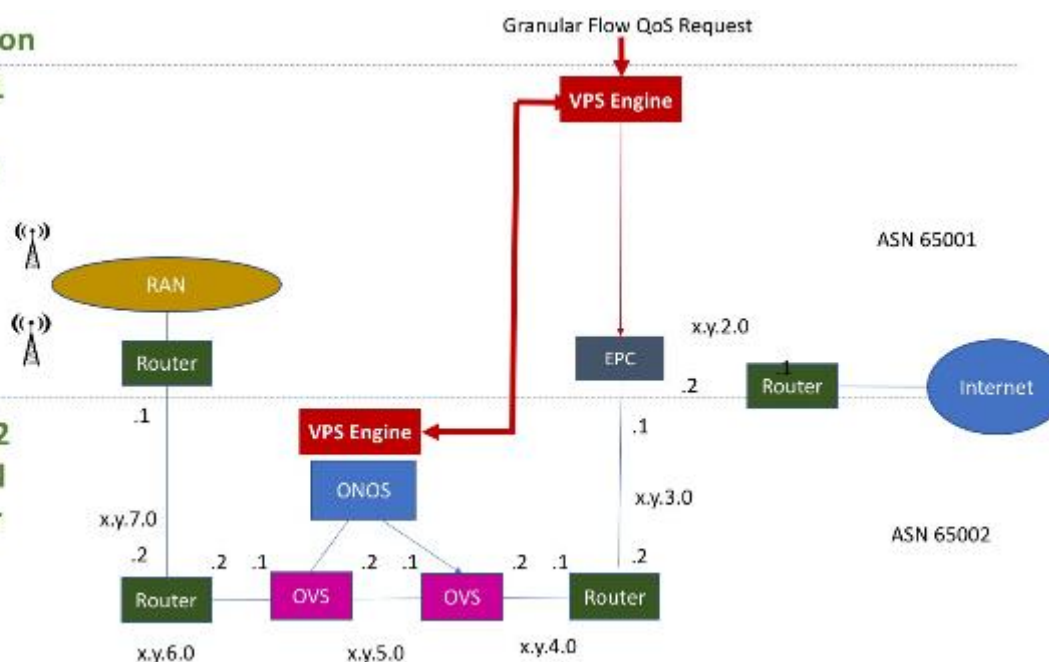 Granular Flow QoS Request
on
VPS Engine
ASN 65001
RAN
x.y.2.0
Router
EPC
.1
.2
Router
Internet
.1
.1
2
VPS Engine
ONOS
x.y.3.0
x.y.7.0
ASN 65002
.2
.2
.1
.2
.1
.2
.1
.2
Router
OVS
OVS
Router
x.y.6.0
x.y.5.0
x.y.4.0